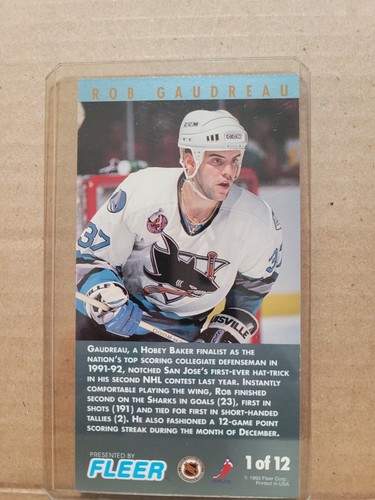 ROB GAUDREAU
CCM
37
GAUDREAU, A HOBEY BAKER FINALIST AS THE
NATION'S TOP SCORING COLLEGIATE DEFENSEMAN IN
1991-92, NOTCHED SAN JOSE'S FIRST-EVER HAT-TRICK
IN HIS SECOND NHL CONTEST LAST YEAR. INSTANTLY
COMFORTABLE PLAYING THE WING, ROB FINISHED
SECOND ON THE SHARKS IN GOALS (23), FIRST IN
SHOTS (191) AND TIED FOR FIRST IN SHORT-HANDED
TALLIES (2). HE ALSO FASHIONED A 12-GAME POINT
SCORING STREAK DURING THE MONTH OF DECEMBER.
PRESENTED BY
FLEER
1 of 12
© 1993 Fleer Corp.
Printed in USA